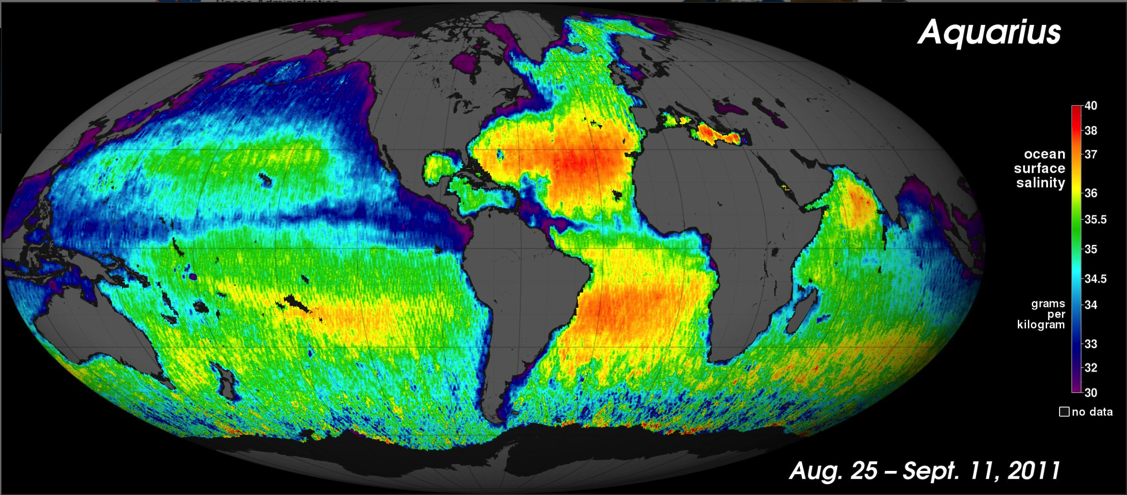 Aquarius
ocean
surface
salinity
grams
per
kilogram
40
38
37
36
35.5
35
34.5
34
33
32
30
no data
Aug. 25 – Sept. 11, 2011